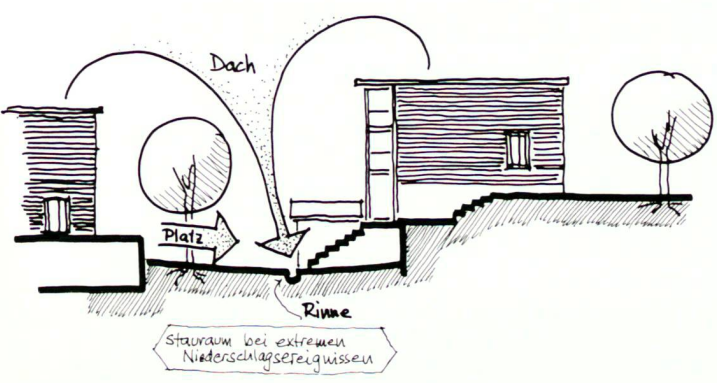 Dach
Platz
Rinne
Stauraum bei extremen
Niederschlagsereignissen